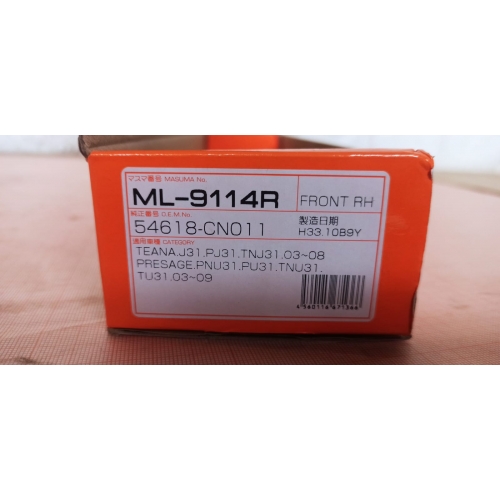 マスマ番号 MASUMA No.
ML-9114R FRONT RH
純正番号 O.E.M.No. 製造日期
54618-CN011 H33.10B9Y
適用車種 CATEGORY
TEANA.J31.PJ31.TNJ31.03~08
PRESAGE.PNU31.PU31.TNU31.
TU31.03~09